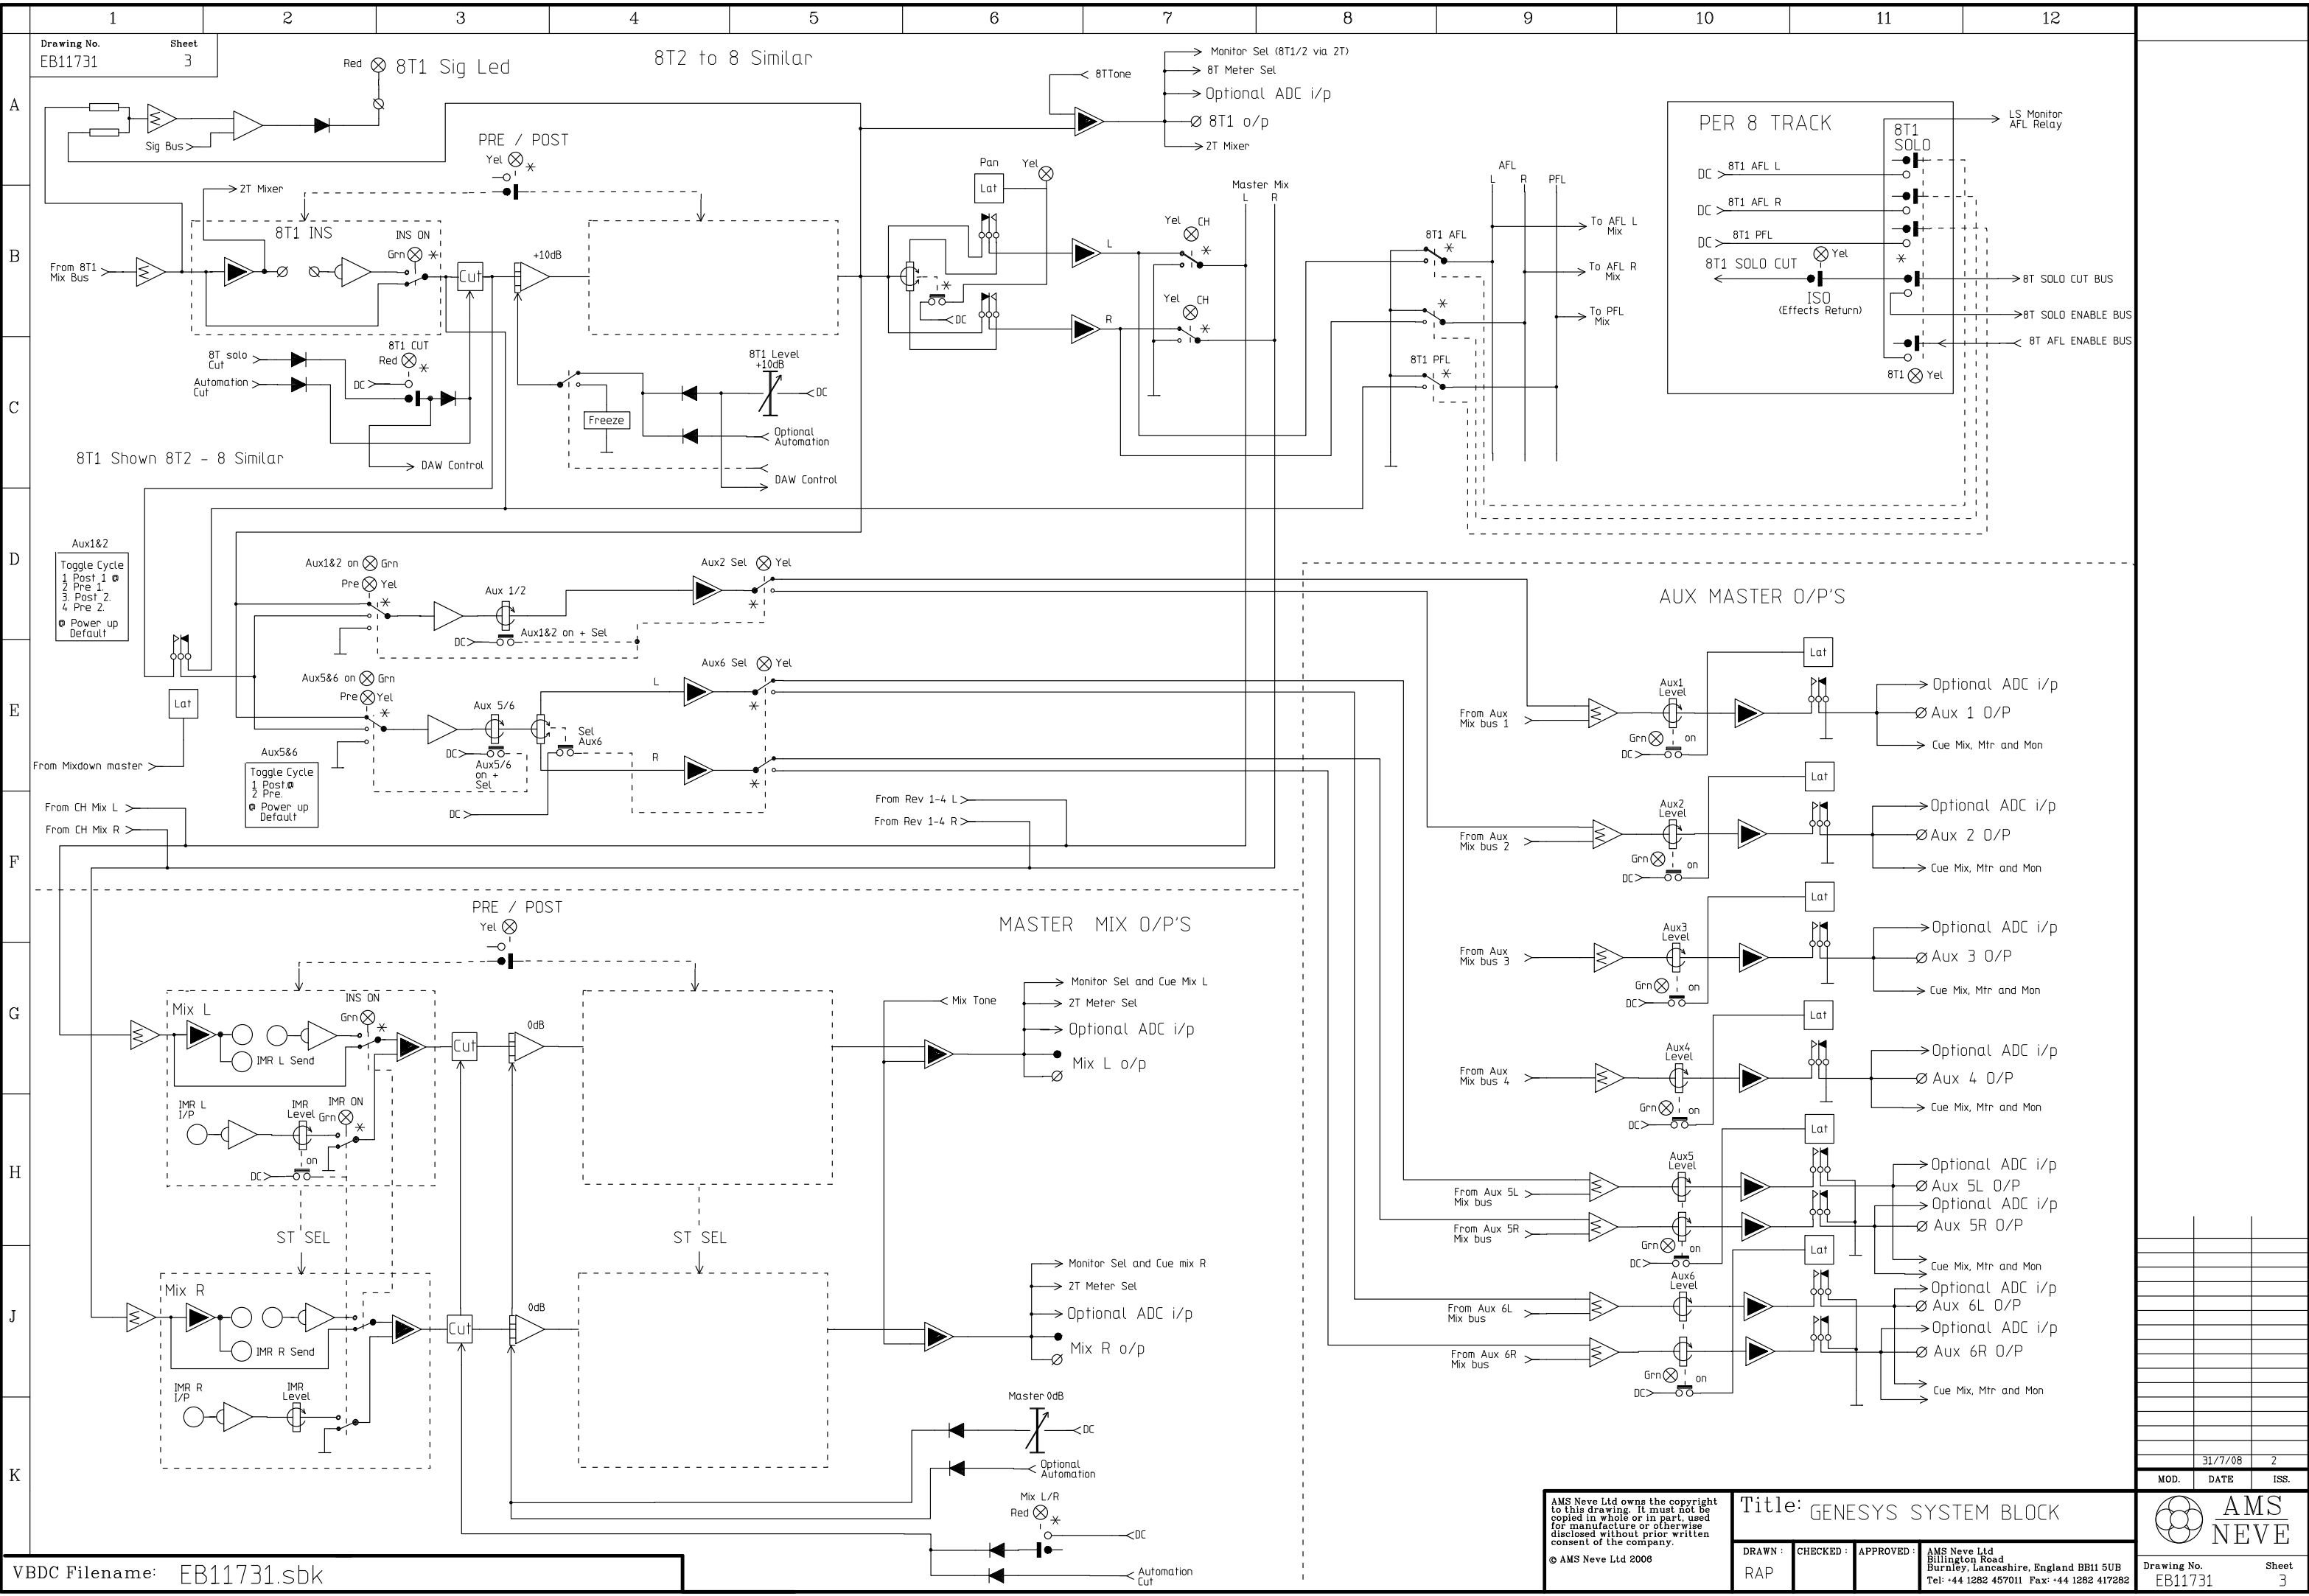 1 2 3 4 5 6 7 8 9 10 11 12
Drawing No. Sheet
EB11731 3
Red 8T1 Sig Led
8T2 to 8 Similar
Sig Bus
PRE / POST
Yel *
8TTone
Monitor Sel (8T1/2 via 2T)
8T Meter Sel
Optional ADC i/p
8T1 o/p
2T Mixer
A
PER 8 TRACK
8T1
SOLO
LS Monitor
AFL Relay
DC 8T1 AFL L
DC 8T1 AFL R
DC 8T1 PFL
8T1 SOLO CUT
Yel
*
ISO
(Effects Return)
8T SOLO CUT BUS
8T SOLO ENABLE BUS
8T AFL ENABLE BUS
8T1 Yel
B
2T Mixer
8T1 INS
INS ON
Grn *
From 8T1
Mix Bus
Cut
+10dB
Pan
Lat
Yel
*
DC
L
R
Yel CH
*
Yel CH
*
Master Mix
L R
AFL
L R PFL
8T1 AFL
*
*
8T1 PFL
*
To AFL L
Mix
To AFL R
Mix
To PFL
Mix
C
8T solo
Cut
Automation
Cut
8T1 CUT
Red
*
DC
DAW Control
Freeze
8T1 Level
+10dB
DC
Optional
Automation
DAW Control
8T1 Shown 8T2 - 8 Similar
D
Aux1&2
Toggle Cycle
1 Post 1 @
2 Pre 1.
3. Post 2.
4 Pre 2.
@ Power up
Default
Aux1&2 on Grn
Pre Yel
*
Aux 1/2
DC Aux1&2 on + Sel
Aux2 Sel Yel
*
E
Lat
From Mixdown master
Aux5&6 on Grn
Pre Yel
*
Aux5&6
Toggle Cycle
1 Post.@
2 Pre.
@ Power up
Default
Aux 5/6
DC
Aux5/6
on +
Sel
Sel
Aux6
DC
L
R
Aux6 Sel Yel
*
*
F
From CH Mix L
From CH Mix R
From Rev 1-4 L
From Rev 1-4 R
AUX MASTER O/P'S
From Aux
Mix bus 1
Aux1
Level
Grn on
DC
Lat
Optional ADC i/p
Aux 1 O/P
Cue Mix, Mtr and Mon
From Aux
Mix bus 2
Aux2
Level
Grn on
DC
Lat
Optional ADC i/p
Aux 2 O/P
Cue Mix, Mtr and Mon
From Aux
Mix bus 3
Aux3
Level
Grn on
DC
Lat
Optional ADC i/p
Aux 3 O/P
Cue Mix, Mtr and Mon
From Aux
Mix bus 4
Aux4
Level
Grn on
DC
Lat
Optional ADC i/p
Aux 4 O/P
Cue Mix, Mtr and Mon
From Aux 5L
Mix bus
From Aux 5R
Mix bus
Aux5
Level
Grn on
DC
Lat
Optional ADC i/p
Aux 5L O/P
Optional ADC i/p
Aux 5R O/P
Cue Mix, Mtr and Mon
From Aux 6L
Mix bus
From Aux 6R
Mix bus
Aux6
Level
Grn on
DC
Lat
Optional ADC i/p
Aux 6L O/P
Optional ADC i/p
Aux 6R O/P
Cue Mix, Mtr and Mon
PRE / POST
Yel
MASTER MIX O/P'S
G
Mix L
INS ON
Grn
*
IMR L Send
Cut
0dB
Mix Tone
Monitor Sel and Cue Mix L
2T Meter Sel
Optional ADC i/p
Mix L o/p
H
IMR L
I/P
IMR
Level
IMR ON
Grn
*
on
DC
ST SEL
ST SEL
J
Mix R
IMR R Send
Cut
0dB
Monitor Sel and Cue mix R
2T Meter Sel
Optional ADC i/p
Mix R o/p
IMR R
I/P
IMR
Level
K
Master 0dB
DC
Optional
Automation
Mix L/R
Red
*
DC
Automation
Cut
VBDC Filename: EB11731.sbk
AMS Neve Ltd owns the copyright
to this drawing. It must not be
copied in whole or in part, used
for manufacture or otherwise
disclosed without prior written
consent of the company.
© AMS Neve Ltd 2006
Title: GENESYS SYSTEM BLOCK
DRAWN : CHECKED : APPROVED :
RAP
AMS Neve Ltd
Billington Road
Burnley, Lancashire, England BB11 5UB
Tel: +44 1282 457011 Fax: +44 1282 417282
31/7/08 2
MOD. DATE ISS.
AMS
NEVE
Drawing No. Sheet
EB11731 3